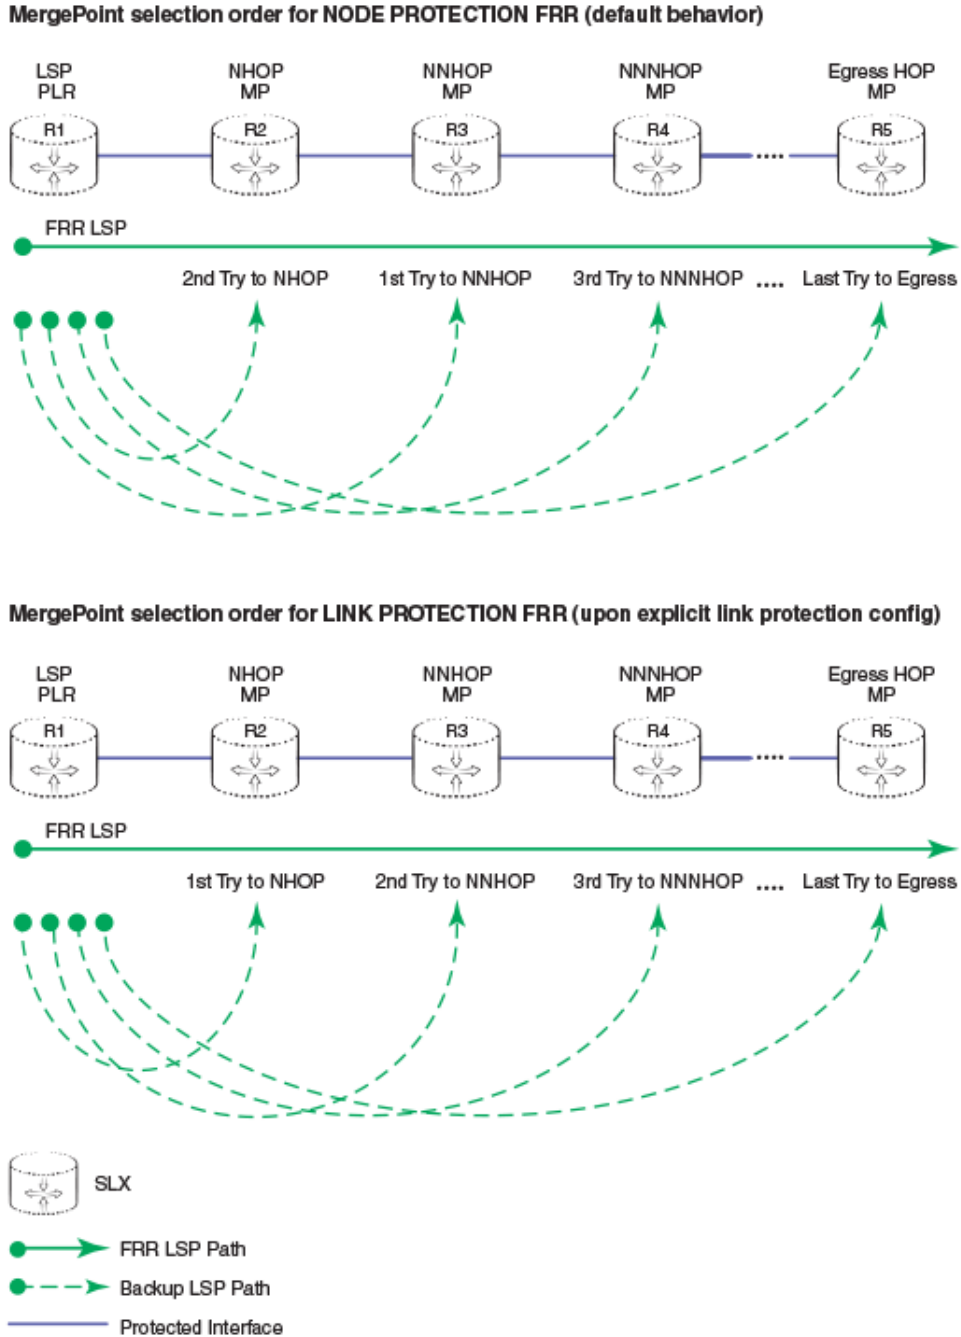 MergePoint selection order for NODE PROTECTION FRR (default behavior)
LSP PLR
NHOP MP
NNHOP MP
NNNHOP MP
Egress HOP MP
R1
R2
R3
R4
....
R5
FRR LSP
2nd Try to NHOP
1st Try to NNHOP
3rd Try to NNNHOP
....
Last Try to Egress
MergePoint selection order for LINK PROTECTION FRR (upon explicit link protection config)
LSP PLR
NHOP MP
NNHOP MP
NNNHOP MP
Egress HOP MP
R1
R2
R3
R4
....
R5
FRR LSP
1st Try to NHOP
2nd Try to NNHOP
3rd Try to NNNHOP
....
Last Try to Egress
SLX
FRR LSP Path
Backup LSP Path
Protected Interface